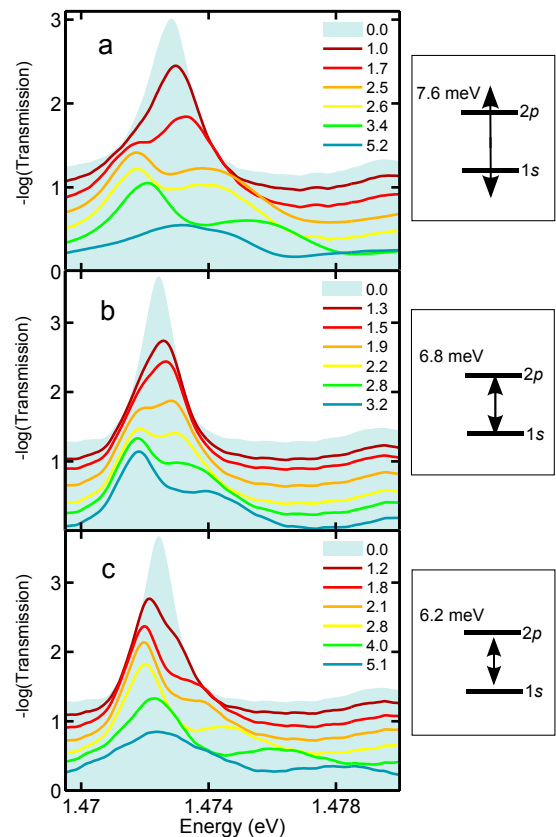 a
3
2
1
0
-log(Transmission)
0.0
1.0
1.7
2.5
2.6
3.4
5.2
7.6 meV
2p
1s
b
3
2
1
0
-log(Transmission)
0.0
1.3
1.5
1.9
2.2
2.8
3.2
6.8 meV
2p
1s
c
3
2
1
0
-log(Transmission)
0.0
1.2
1.8
2.1
2.8
4.0
5.1
6.2 meV
2p
1s
1.47 1.474 1.478
Energy (eV)